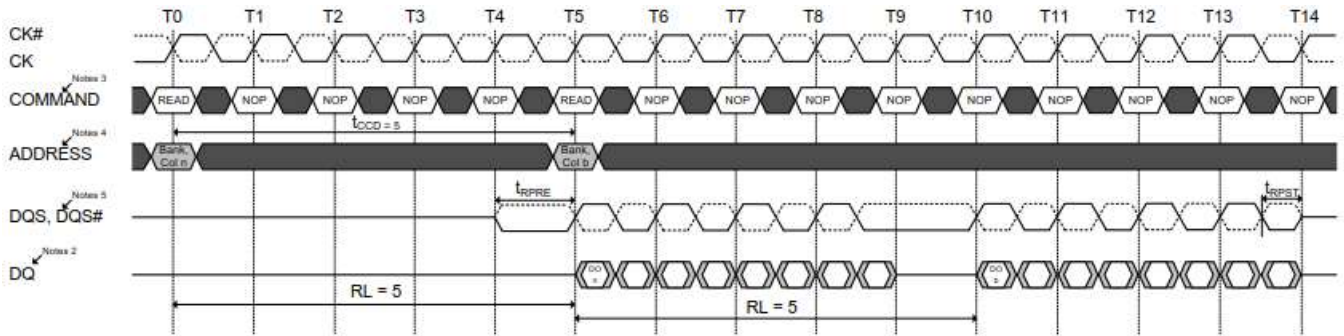 T0 T1 T2 T3 T4 T5 T6 T7 T8 T9 T10 T11 T12 T13 T14
CK#
CK
Notes 3
COMMAND READ NOP NOP NOP NOP READ NOP NOP NOP NOP NOP NOP NOP NOP NOP
tCCD = 5
Notes 4
ADDRESS Bank, Col n Bank, Col b
Notes 5
tRPRE tRPST
DQS, DQS#
Notes 2
DQ DO n DO b
RL = 5
RL = 5